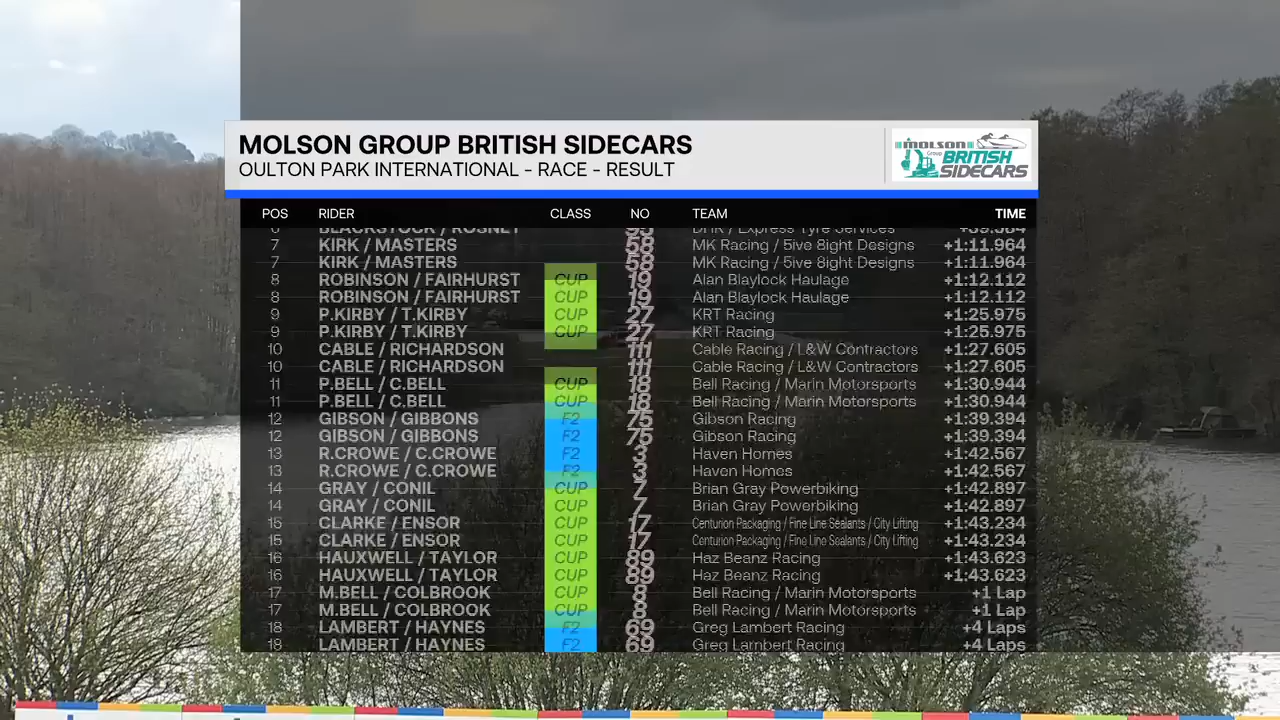 MOLSON GROUP BRITISH SIDECARS
OULTON PARK INTERNATIONAL - RACE - RESULT
MOLSON
Group
BRITISH
SIDECARS
POS RIDER CLASS NO TEAM TIME
6 BLACKSTOCK / ROSNEY 93 DHR / Express Tyre Services +39.384
7 KIRK / MASTERS 58 MK Racing / 5ive 8ight Designs +1:11.964
7 KIRK / MASTERS 58 MK Racing / 5ive 8ight Designs +1:11.964
8 ROBINSON / FAIRHURST CUP 19 Alan Blaylock Haulage +1:12.112
8 ROBINSON / FAIRHURST CUP 19 Alan Blaylock Haulage +1:12.112
9 P.KIRBY / T.KIRBY CUP 27 KRT Racing +1:25.975
9 P.KIRBY / T.KIRBY CUP 27 KRT Racing +1:25.975
10 CABLE / RICHARDSON 111 Cable Racing / L&W Contractors +1:27.605
10 CABLE / RICHARDSON 111 Cable Racing / L&W Contractors +1:27.605
11 P.BELL / C.BELL CUP 18 Bell Racing / Marin Motorsports +1:30.944
11 P.BELL / C.BELL CUP 18 Bell Racing / Marin Motorsports +1:30.944
12 GIBSON / GIBBONS F2 75 Gibson Racing +1:39.394
12 GIBSON / GIBBONS F2 75 Gibson Racing +1:39.394
13 R.CROWE / C.CROWE F2 3 Haven Homes +1:42.567
13 R.CROWE / C.CROWE F2 3 Haven Homes +1:42.567
14 GRAY / CONIL CUP 7 Brian Gray Powerbiking +1:42.897
14 GRAY / CONIL CUP 7 Brian Gray Powerbiking +1:42.897
15 CLARKE / ENSOR CUP 17 Centurion Packaging / Fine Line Sealants / City Lifting +1:43.234
15 CLARKE / ENSOR CUP 17 Centurion Packaging / Fine Line Sealants / City Lifting +1:43.234
16 HAUXWELL / TAYLOR CUP 89 Haz Beanz Racing +1:43.623
16 HAUXWELL / TAYLOR CUP 89 Haz Beanz Racing +1:43.623
17 M.BELL / COLBROOK CUP 8 Bell Racing / Marin Motorsports +1 Lap
17 M.BELL / COLBROOK CUP 8 Bell Racing / Marin Motorsports +1 Lap
18 LAMBERT / HAYNES F2 69 Greg Lambert Racing +4 Laps
18 LAMBERT / HAYNES F2 69 Greg Lambert Racing +4 Laps